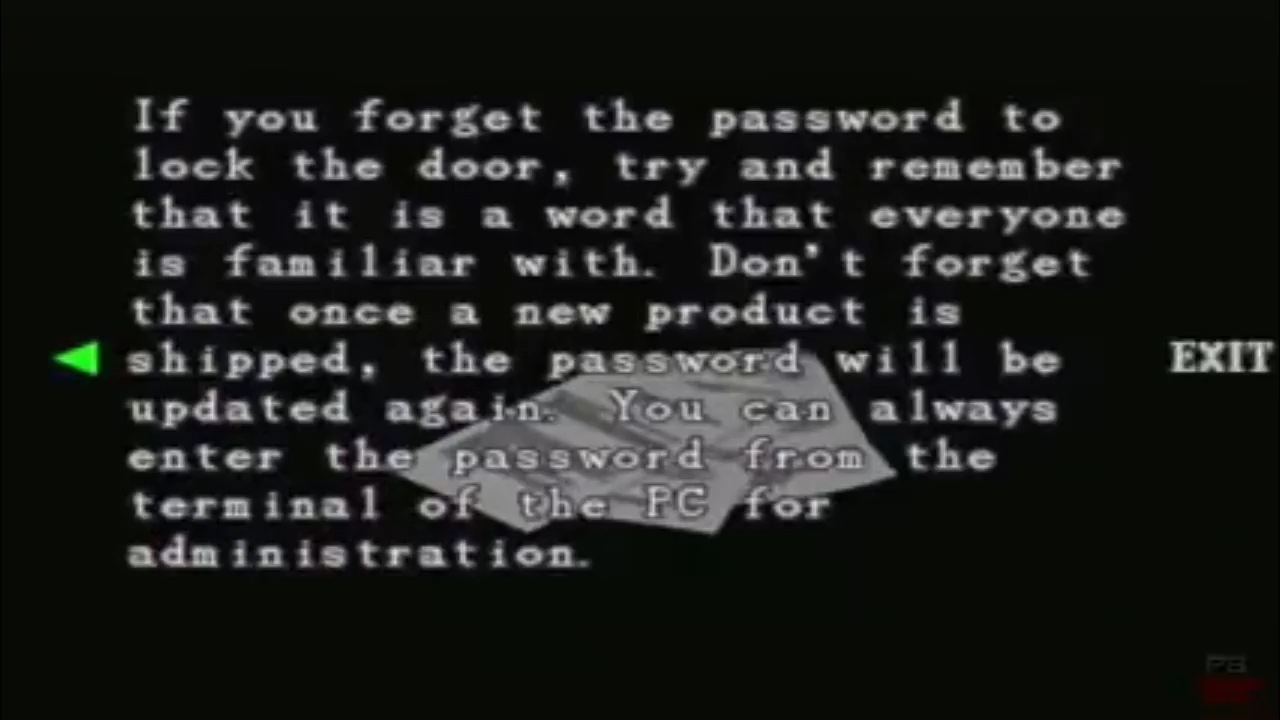 If you forget the password to
lock the door, try and remember
that it is a word that everyone
is familiar with. Don't forget
that once a new product is
shipped, the password will be
updated again. You can always
enter the password from the
terminal of the PC for
administration.
EXIT